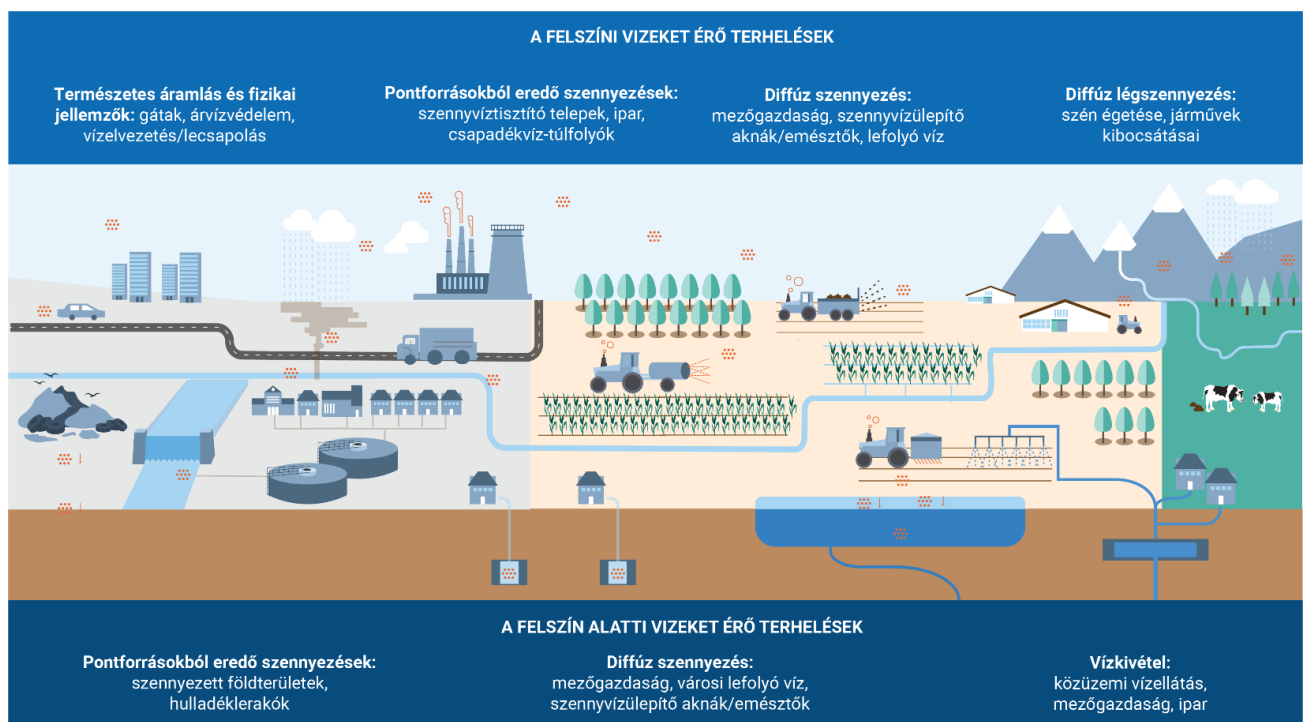 A FELSZÍNI VIZEKET ÉRŐ TERHELÉSEK
Természetes áramlás és fizikai
jellemzők: gátak, árvízvédelem,
vízelvezetés/lecsapolás
Pontforrásokból eredő szennyezések:
szennyvíztisztító telepek, ipar,
csapadékvíz-túlfolyók
Diffúz szennyezés:
mezőgazdaság, szennyvízülepítő
aknák/emésztők, lefolyó víz
Diffúz légszennyezés:
szén égetése, járművek
kibocsátásai
A FELSZÍN ALATTI VIZEKET ÉRŐ TERHELÉSEK
Pontforrásokból eredő szennyezések:
szennyezett földterületek,
hulladéklerakók
Diffúz szennyezés:
mezőgazdaság, városi lefolyó víz,
szennyvízülepítő aknák/emésztők
Vízkivétel:
közüzemi vízellátás,
mezőgazdaság, ipar